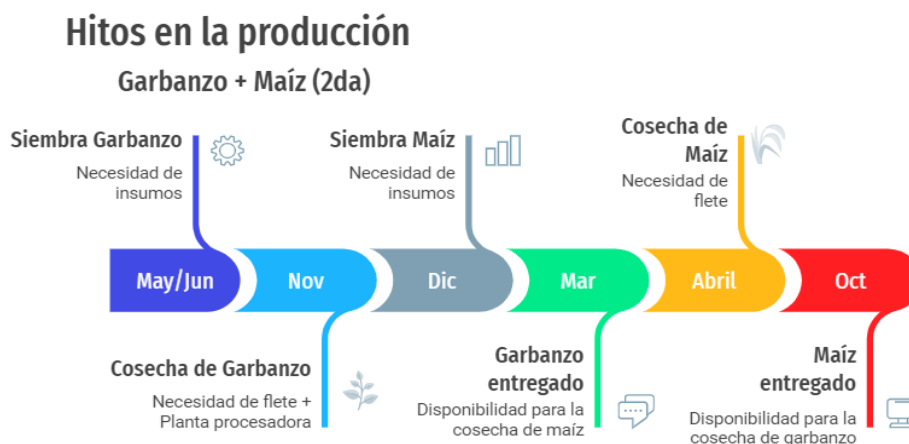 Hitos en la producción
Garbanzo + Maíz (2da)
Siembra Garbanzo
Necesidad de
insumos
Siembra Maíz
Necesidad de
insumos
Cosecha de
Maíz
Necesidad de
flete
May/Jun
Nov
Dic
Mar
Abril
Oct
Cosecha de Garbanzo
Necesidad de flete +
Planta procesadora
Garbanzo
entregado
Disponibilidad para la
cosecha de maíz
Maíz
entregado
Disponibilidad para la
cosecha de garbanzo